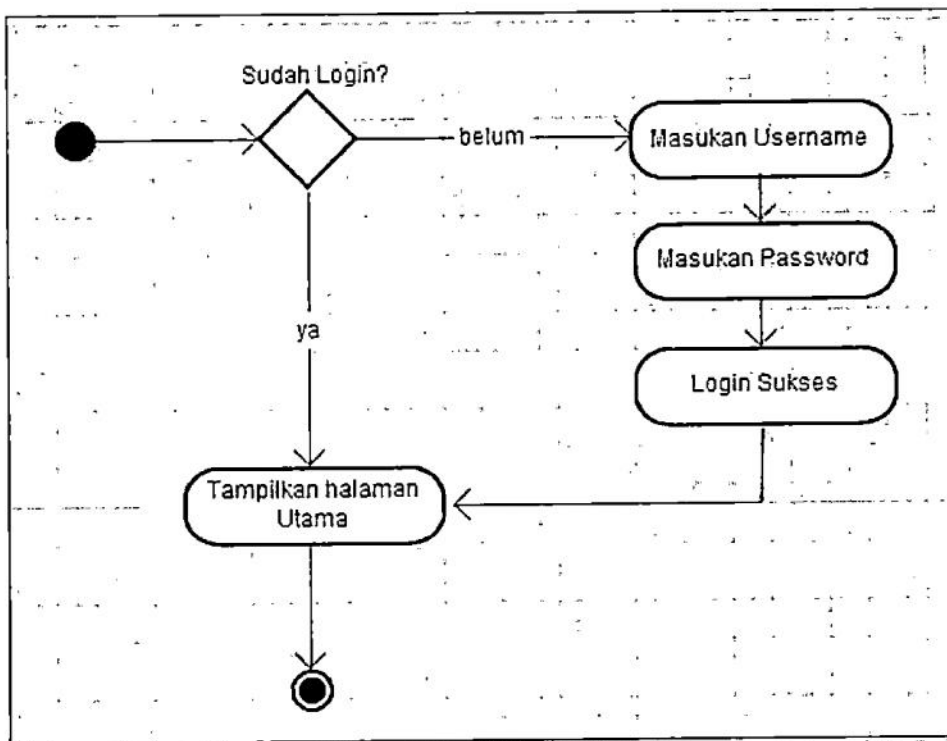 Sudah Login?
belum
Masukan Username
Masukan Password
ya
Login Sukses
Tampilkan halaman
Utama